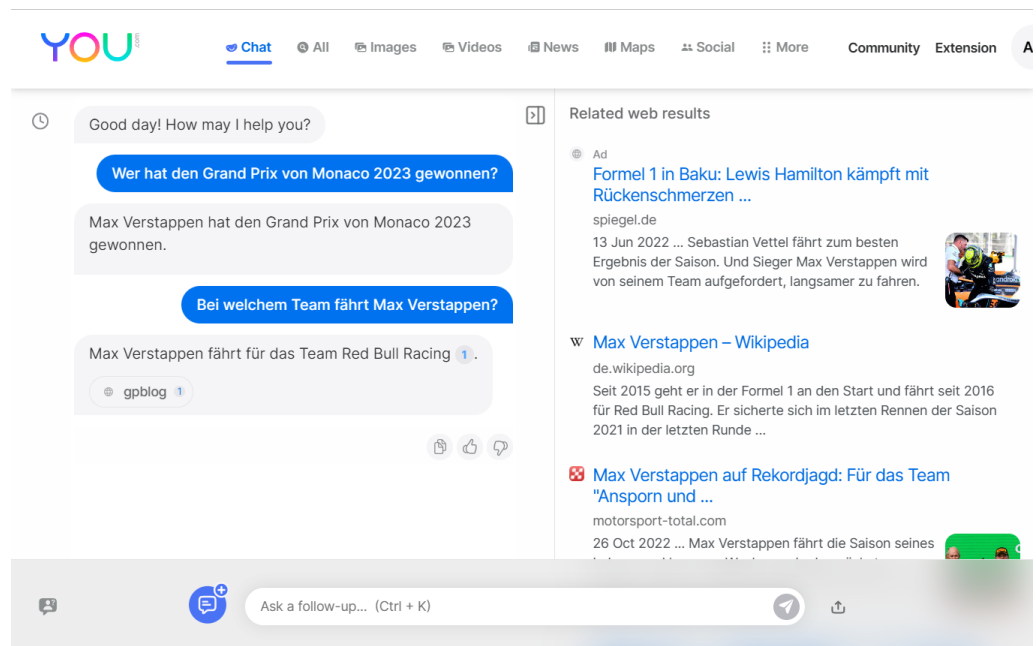 YOU.com
Chat
All
Images
Videos
News
Maps
Social
More
Community
Extension
A
Good day! How may I help you?
Wer hat den Grand Prix von Monaco 2023 gewonnen?
Max Verstappen hat den Grand Prix von Monaco 2023
gewonnen.
Bei welchem Team fährt Max Verstappen?
Max Verstappen fährt für das Team Red Bull Racing 1 .
gpblog 1
Related web results
Ad
Formel 1 in Baku: Lewis Hamilton kämpft mit
Rückenschmerzen ...
spiegel.de
13 Jun 2022 ... Sebastian Vettel fährt zum besten
Ergebnis der Saison. Und Sieger Max Verstappen wird
von seinem Team aufgefordert, langsamer zu fahren.
W Max Verstappen – Wikipedia
de.wikipedia.org
Seit 2015 geht er in der Formel 1 an den Start und fährt seit 2016
für Red Bull Racing. Er sicherte sich im letzten Rennen der Saison
2021 in der letzten Runde ...
Max Verstappen auf Rekordjagd: Für das Team
"Ansporn und ...
motorsport-total.com
26 Oct 2022 ... Max Verstappen fährt die Saison seines
Ask a follow-up... (Ctrl + K)